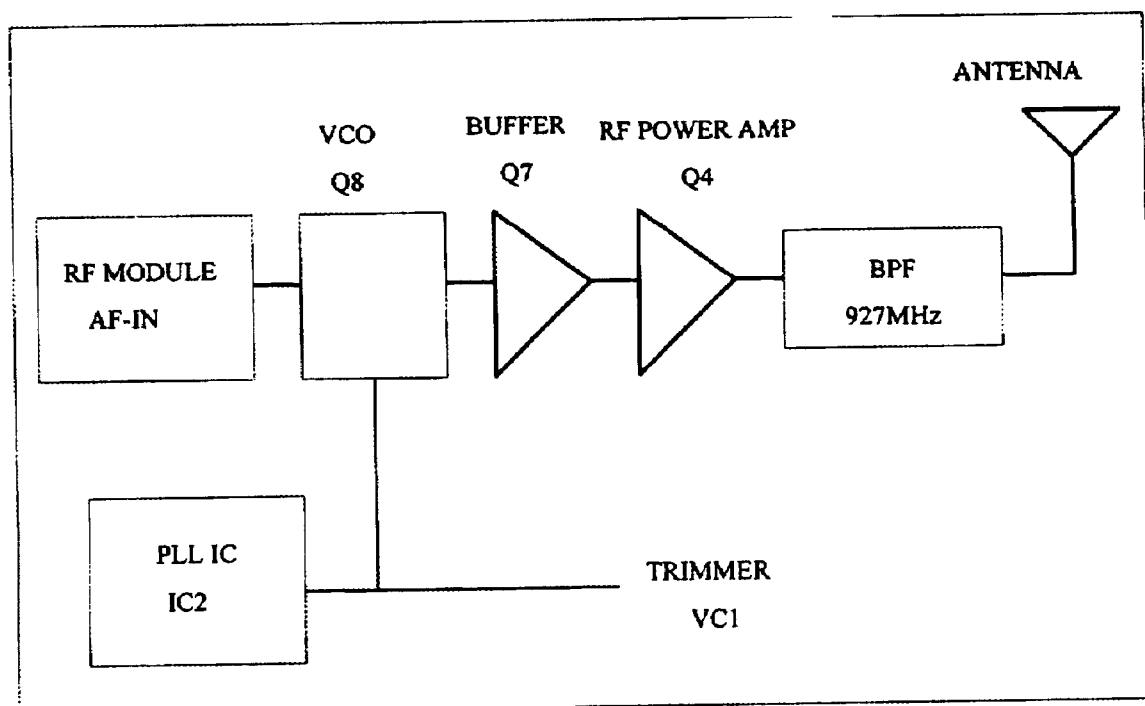 ANTENNA
VCO
Q8
BUFFER
Q7
RF POWER AMP
Q4
RF MODULE
AF-IN
BPF
927MHz
PLL IC
IC2
TRIMMER
VC1